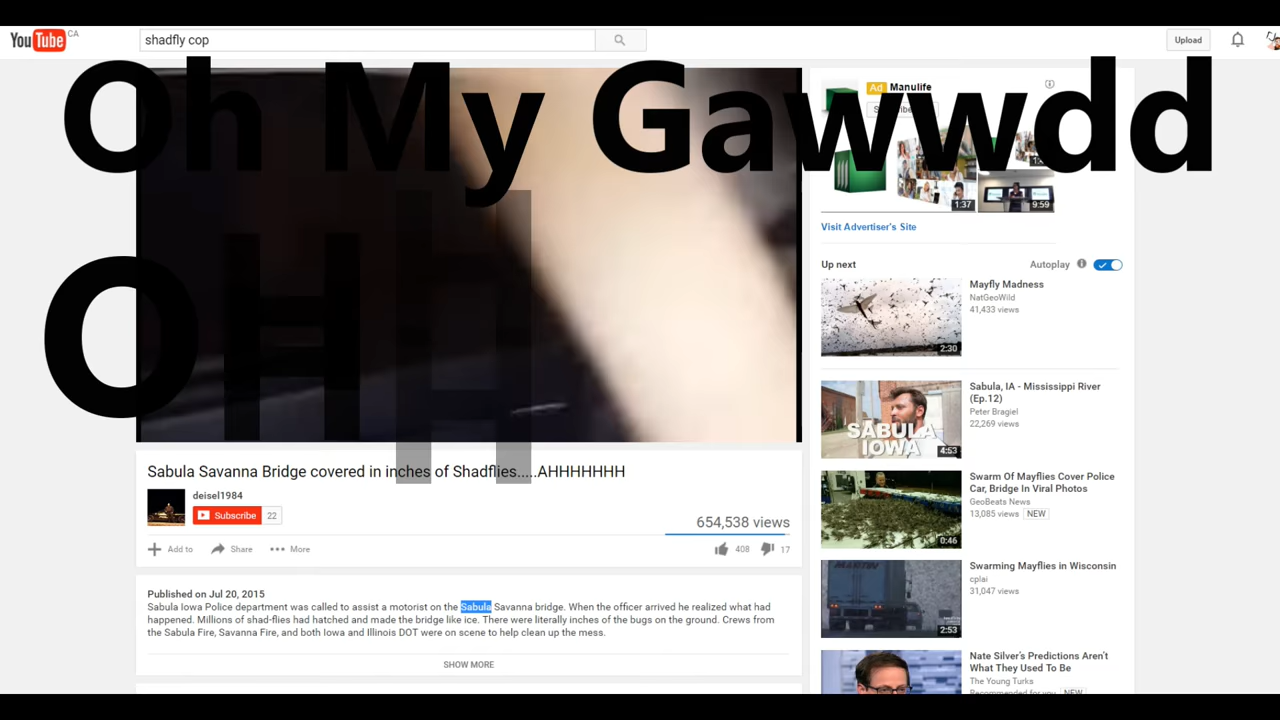 YouTube CA
shadfly cop
Upload
Oh My Gawwdd
OHH
Ad Manulife
1:37
9:59
Visit Advertiser's Site
Up next
Autoplay
Mayfly Madness
NatGeoWild
41,433 views
2:30
Sabula, IA - Mississippi River
(Ep.12)
Peter Bragiel
22,269 views
SABULA
IOWA
4:53
Swarm Of Mayflies Cover Police
Car, Bridge In Viral Photos
GeoBeats News
13,085 views NEW
0:46
Swarming Mayflies in Wisconsin
cplai
31,047 views
MARTIN
2:53
Nate Silver's Predictions Aren't
What They Used To Be
The Young Turks
Recommended for you NEW
Sabula Savanna Bridge covered in inches of Shadflies.....AHHHHHHH
deisel1984
Subscribe 22
654,538 views
Add to Share More
408 17
Published on Jul 20, 2015
Sabula Iowa Police department was called to assist a motorist on the Sabula Savanna bridge. When the officer arrived he realized what had
happened. Millions of shad-flies had hatched and made the bridge like ice. There were literally inches of the bugs on the ground. Crews from
the Sabula Fire, Savanna Fire, and both Iowa and Illinois DOT were on scene to help clean up the mess.
SHOW MORE